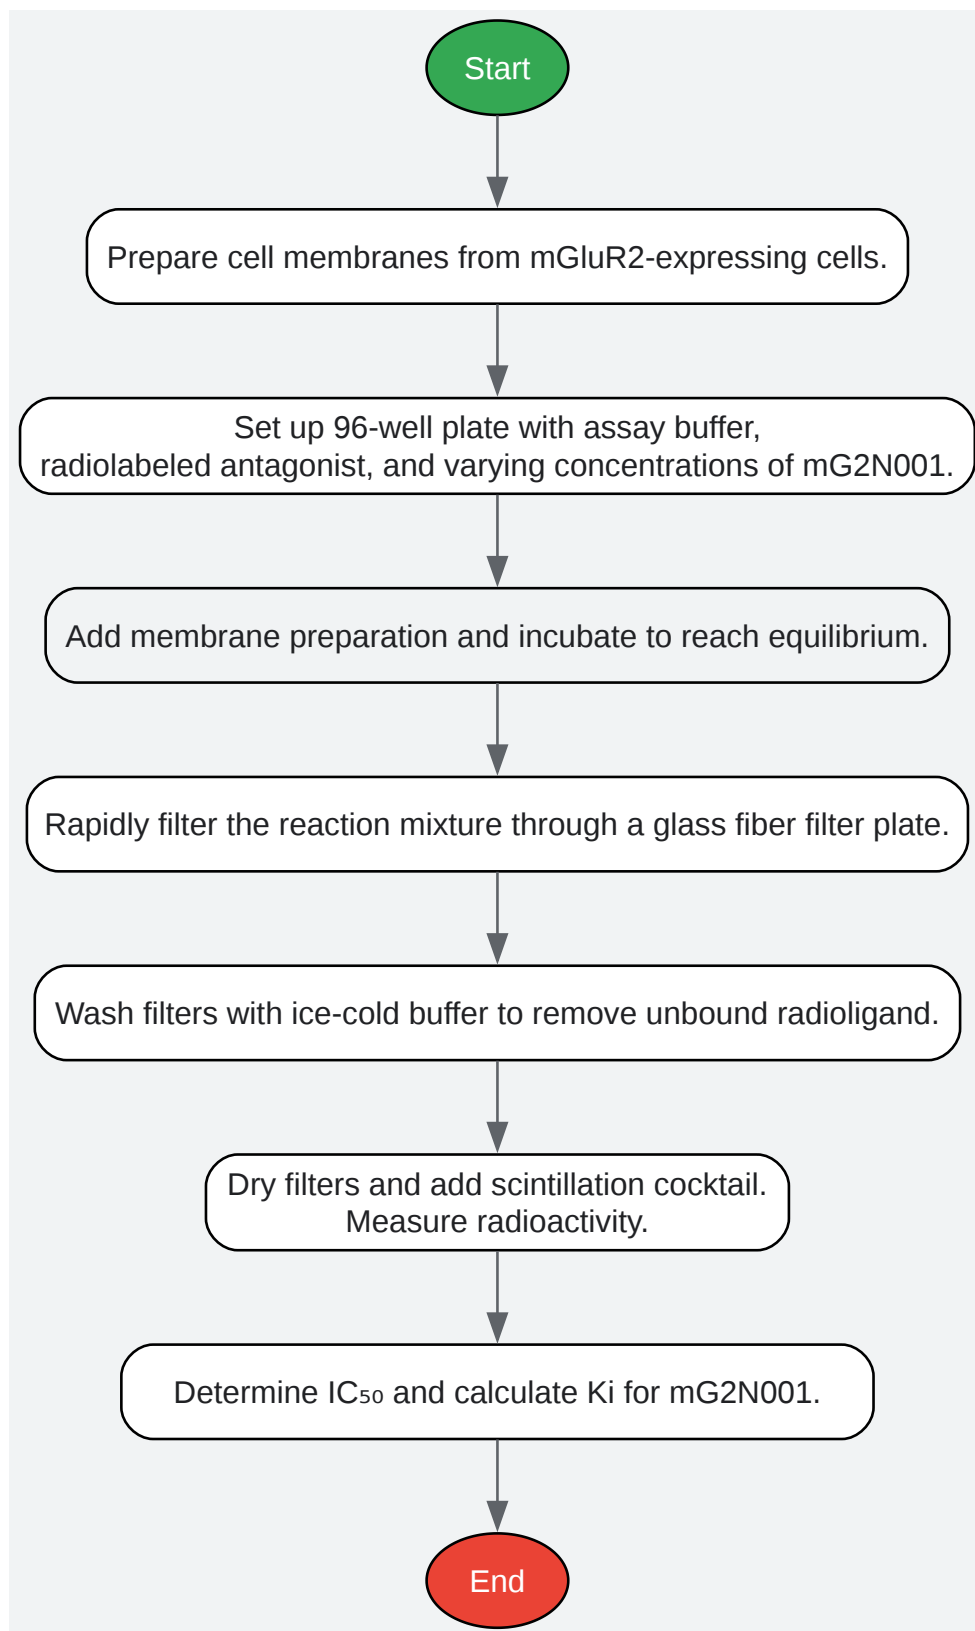 Start
Prepare cell membranes from mGluR2-expressing cells.
Set up 96-well plate with assay buffer,
radiolabeled antagonist, and varying concentrations of mG2N001.
Add membrane preparation and incubate to reach equilibrium.
Rapidly filter the reaction mixture through a glass fiber filter plate.
Wash filters with ice-cold buffer to remove unbound radioligand.
Dry filters and add scintillation cocktail.
Measure radioactivity.
Determine IC₅₀ and calculate Ki for mG2N001.
End